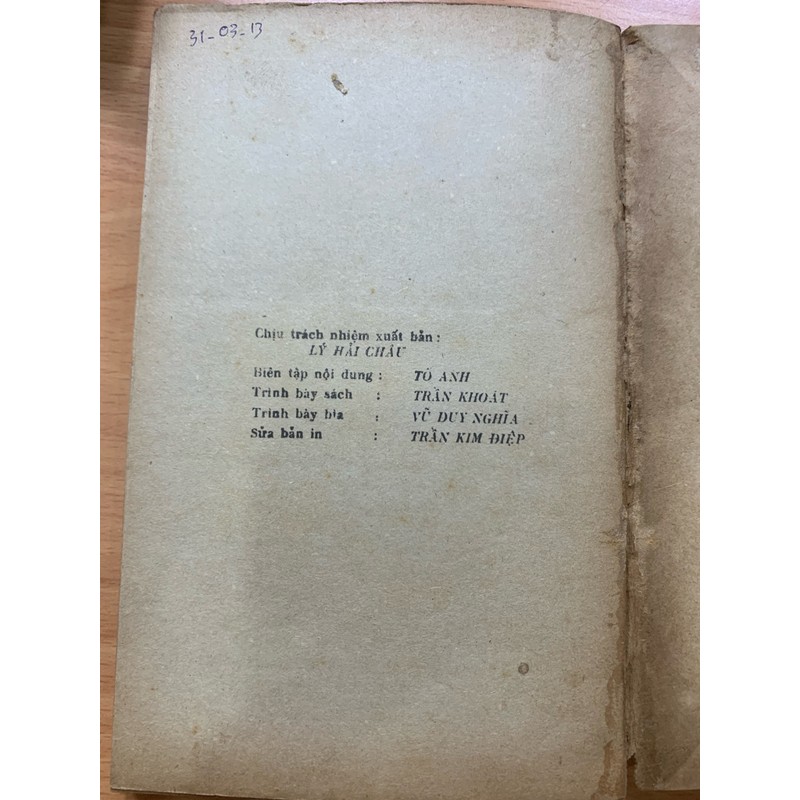 31-03-13
Chịu trách nhiệm xuất bản:
LÝ HẢI CHÂU
Biên tập nội dung : TÔ ANH
Trình bày sách : TRẦN KHOÁT
Trình bày bìa : VŨ DUY NGHĨA
Sửa bản in : TRẦN KIM ĐIỆP